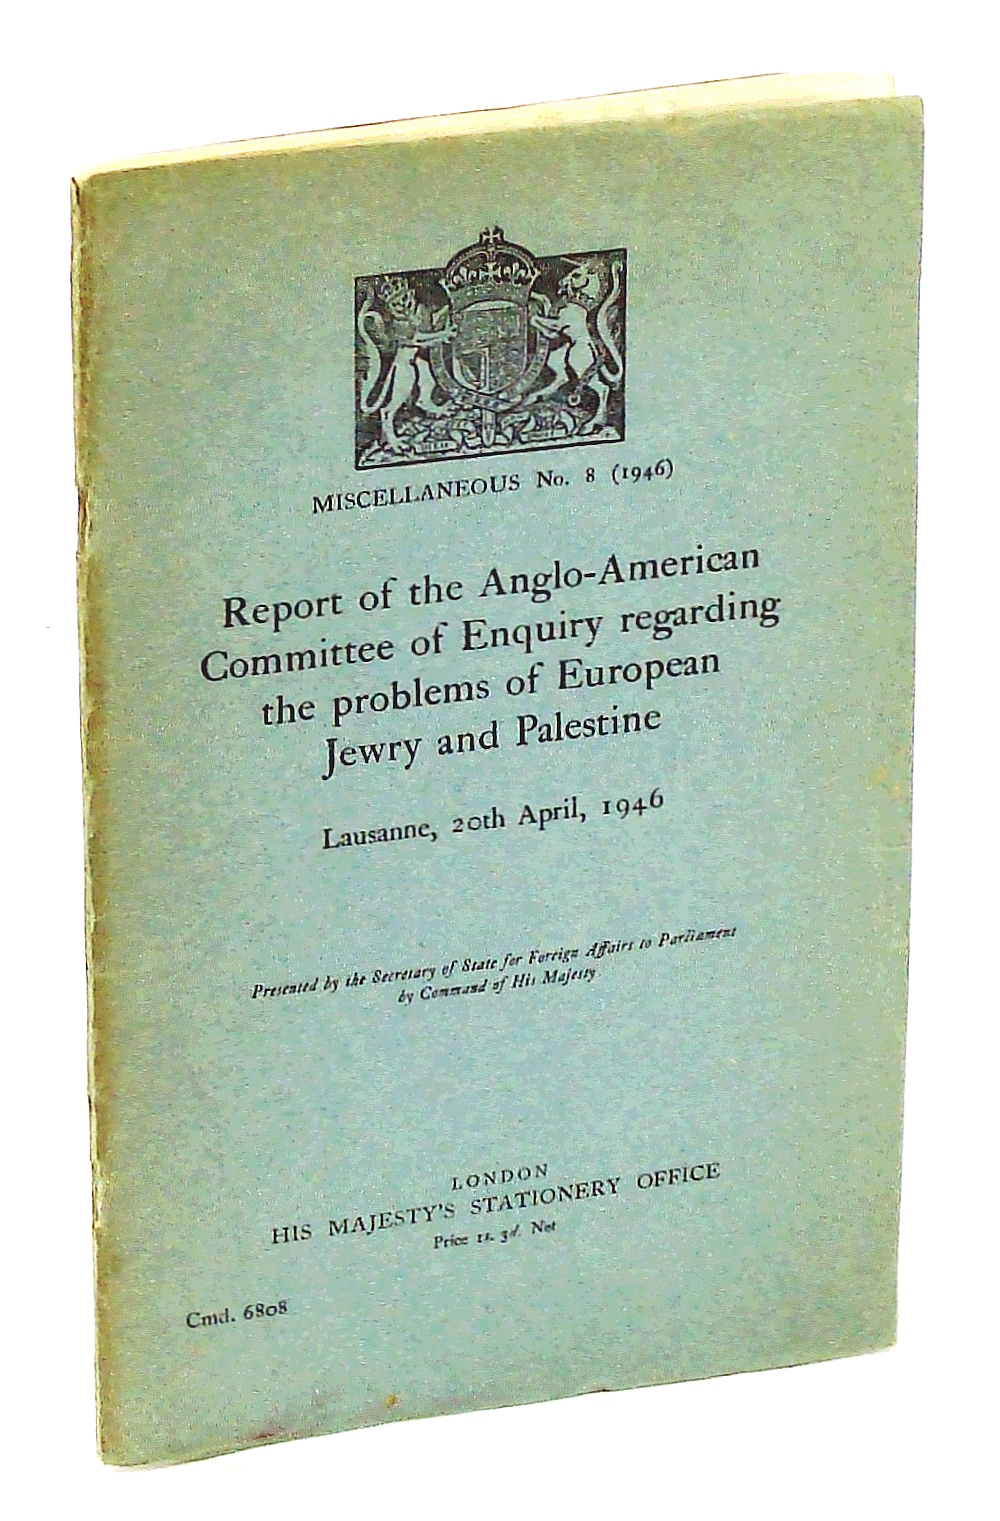 MISCELLANEOUS No. 8 (1946)
Report of the Anglo-American
Committee of Enquiry regarding
the problems of European
Jewry and Palestine
Lausanne, 20th April, 1946
Presented by the Secretary of State for Foreign Affairs to Parliament
by Command of His Majesty
LONDON
HIS MAJESTY'S STATIONERY OFFICE
Price 1s. 3d. Net
Cmd. 6808